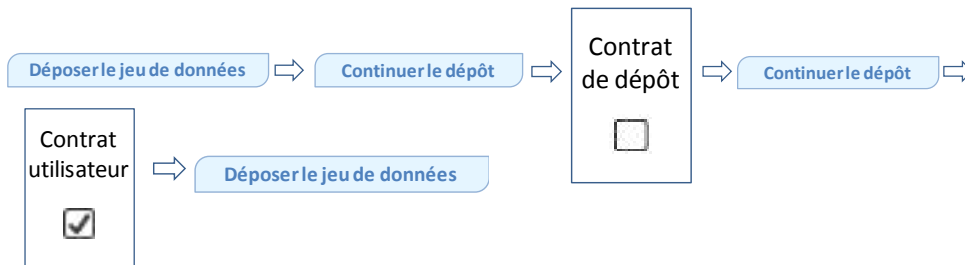 Déposer le jeu de données
Continuer le dépôt
Contrat
de dépôt
Continuer le dépôt
Contrat
utilisateur
Déposer le jeu de données